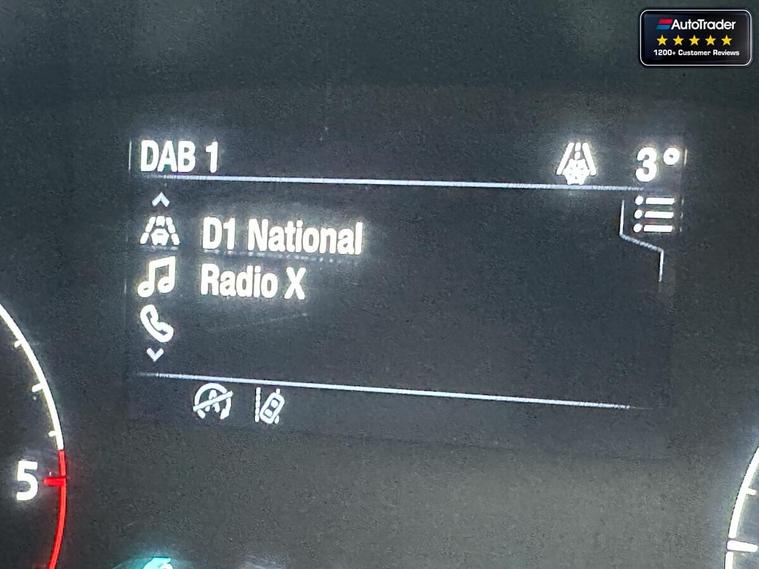 AutoTrader
1200+ Customer Reviews
DAB 1
3°
D1 National
Radio X
A
5